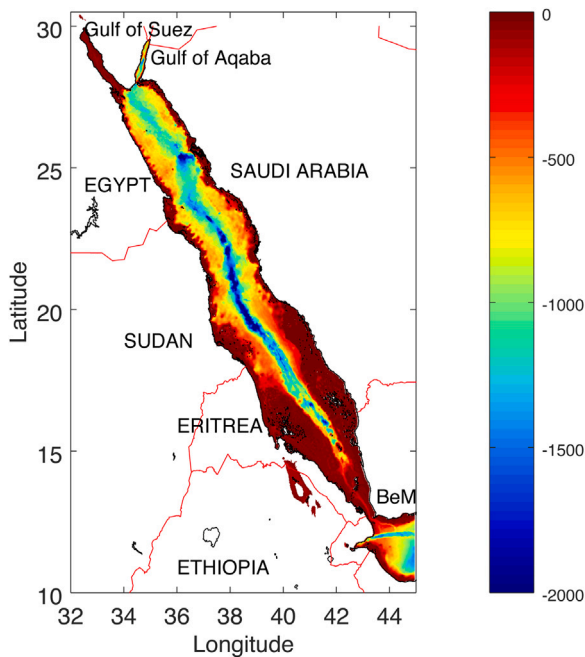 30
Gulf of Suez
Gulf of Aqaba
SAUDI ARABIA
25
EGYPT
Latitude
20
SUDAN
ERITREA
15
BeM
ETHIOPIA
10
32
34
36
38
40
42
44
Longitude
0
-500
-1000
-1500
-2000